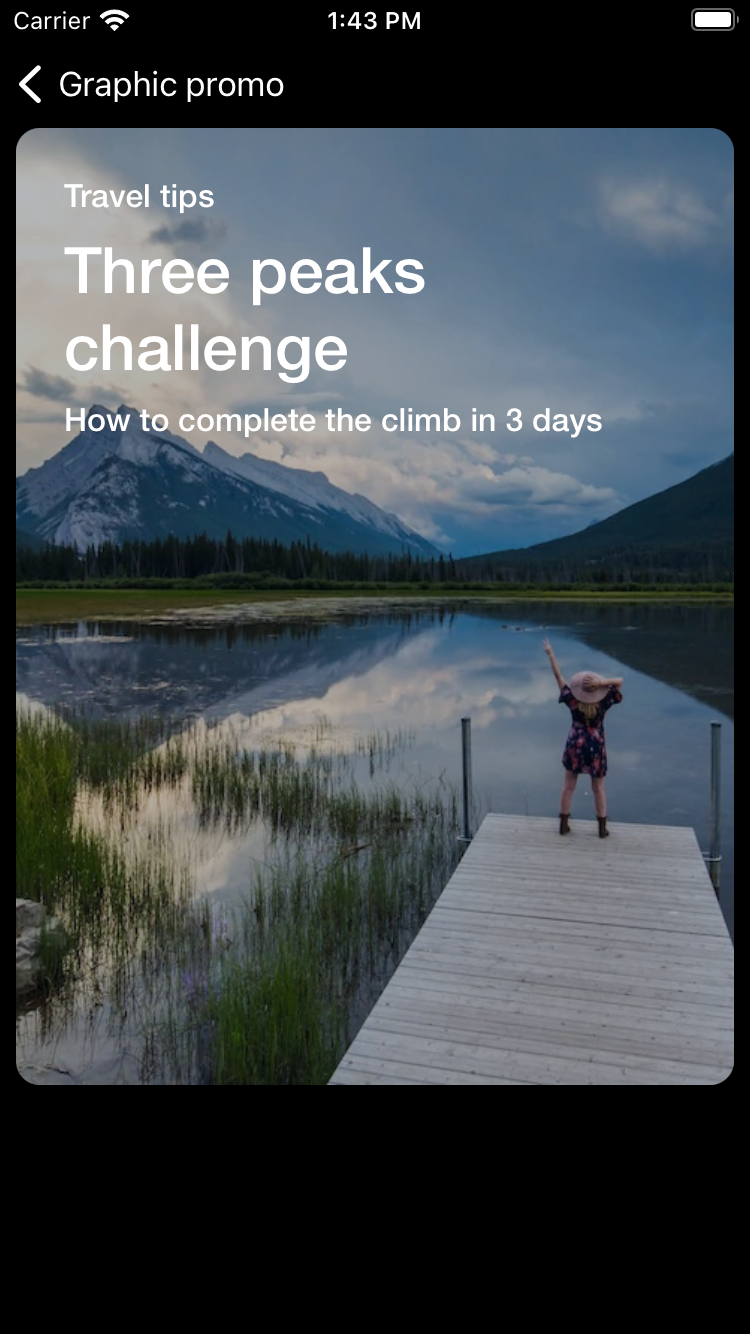 Carrier 1:43 PM
Graphic promo
Travel tips
Three peaks
challenge
How to complete the climb in 3 days